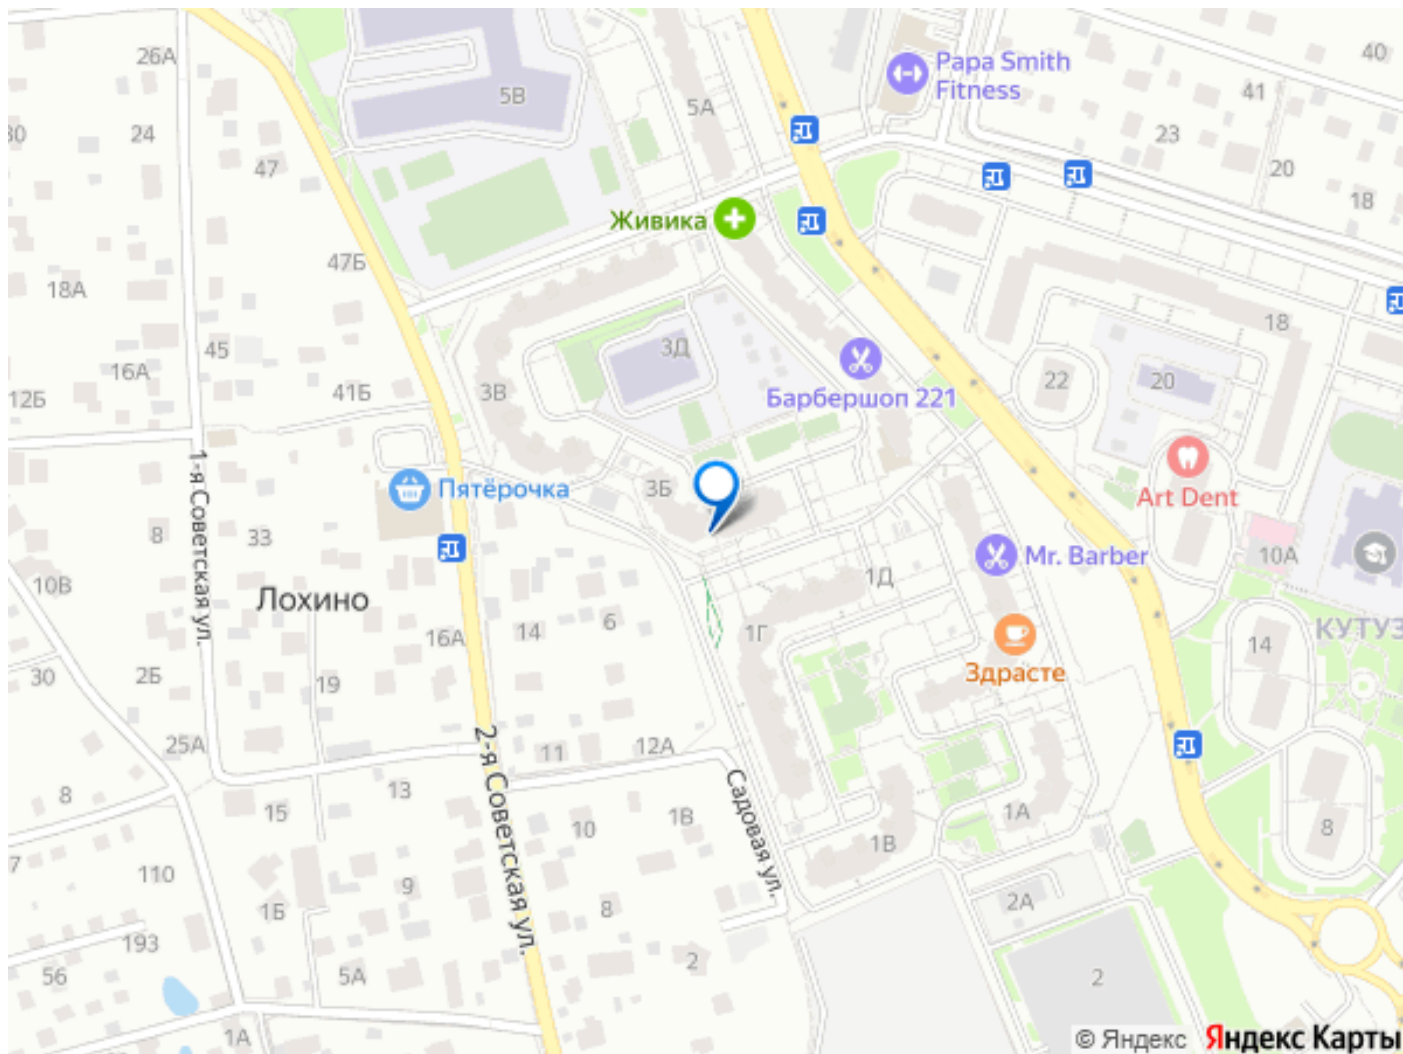 26А
40
Papa Smith
Fitness
5В
41
5А
30
24
23
47
20
18
Живика
47Б
18А
18
45
3Д
16А
22
20
41Б
3В
12Б
Барбершоп 221
1-я Советская ул.
3Б
Пятёрочка
Art Dent
8
33
10А
Mr. Barber
10В
1Д
Лохино
6
14
1Г
16А
14
КУТУЗ
30
2Б
19
Здрасте
2-я Советская ул.
25А
11
12А
Садовая ул.
13
8
15
1В
1А
10
8
1В
7
110
9
2А
1Б
8
193
2
56
5А
2
1А
© Яндекс Яндекс Карты